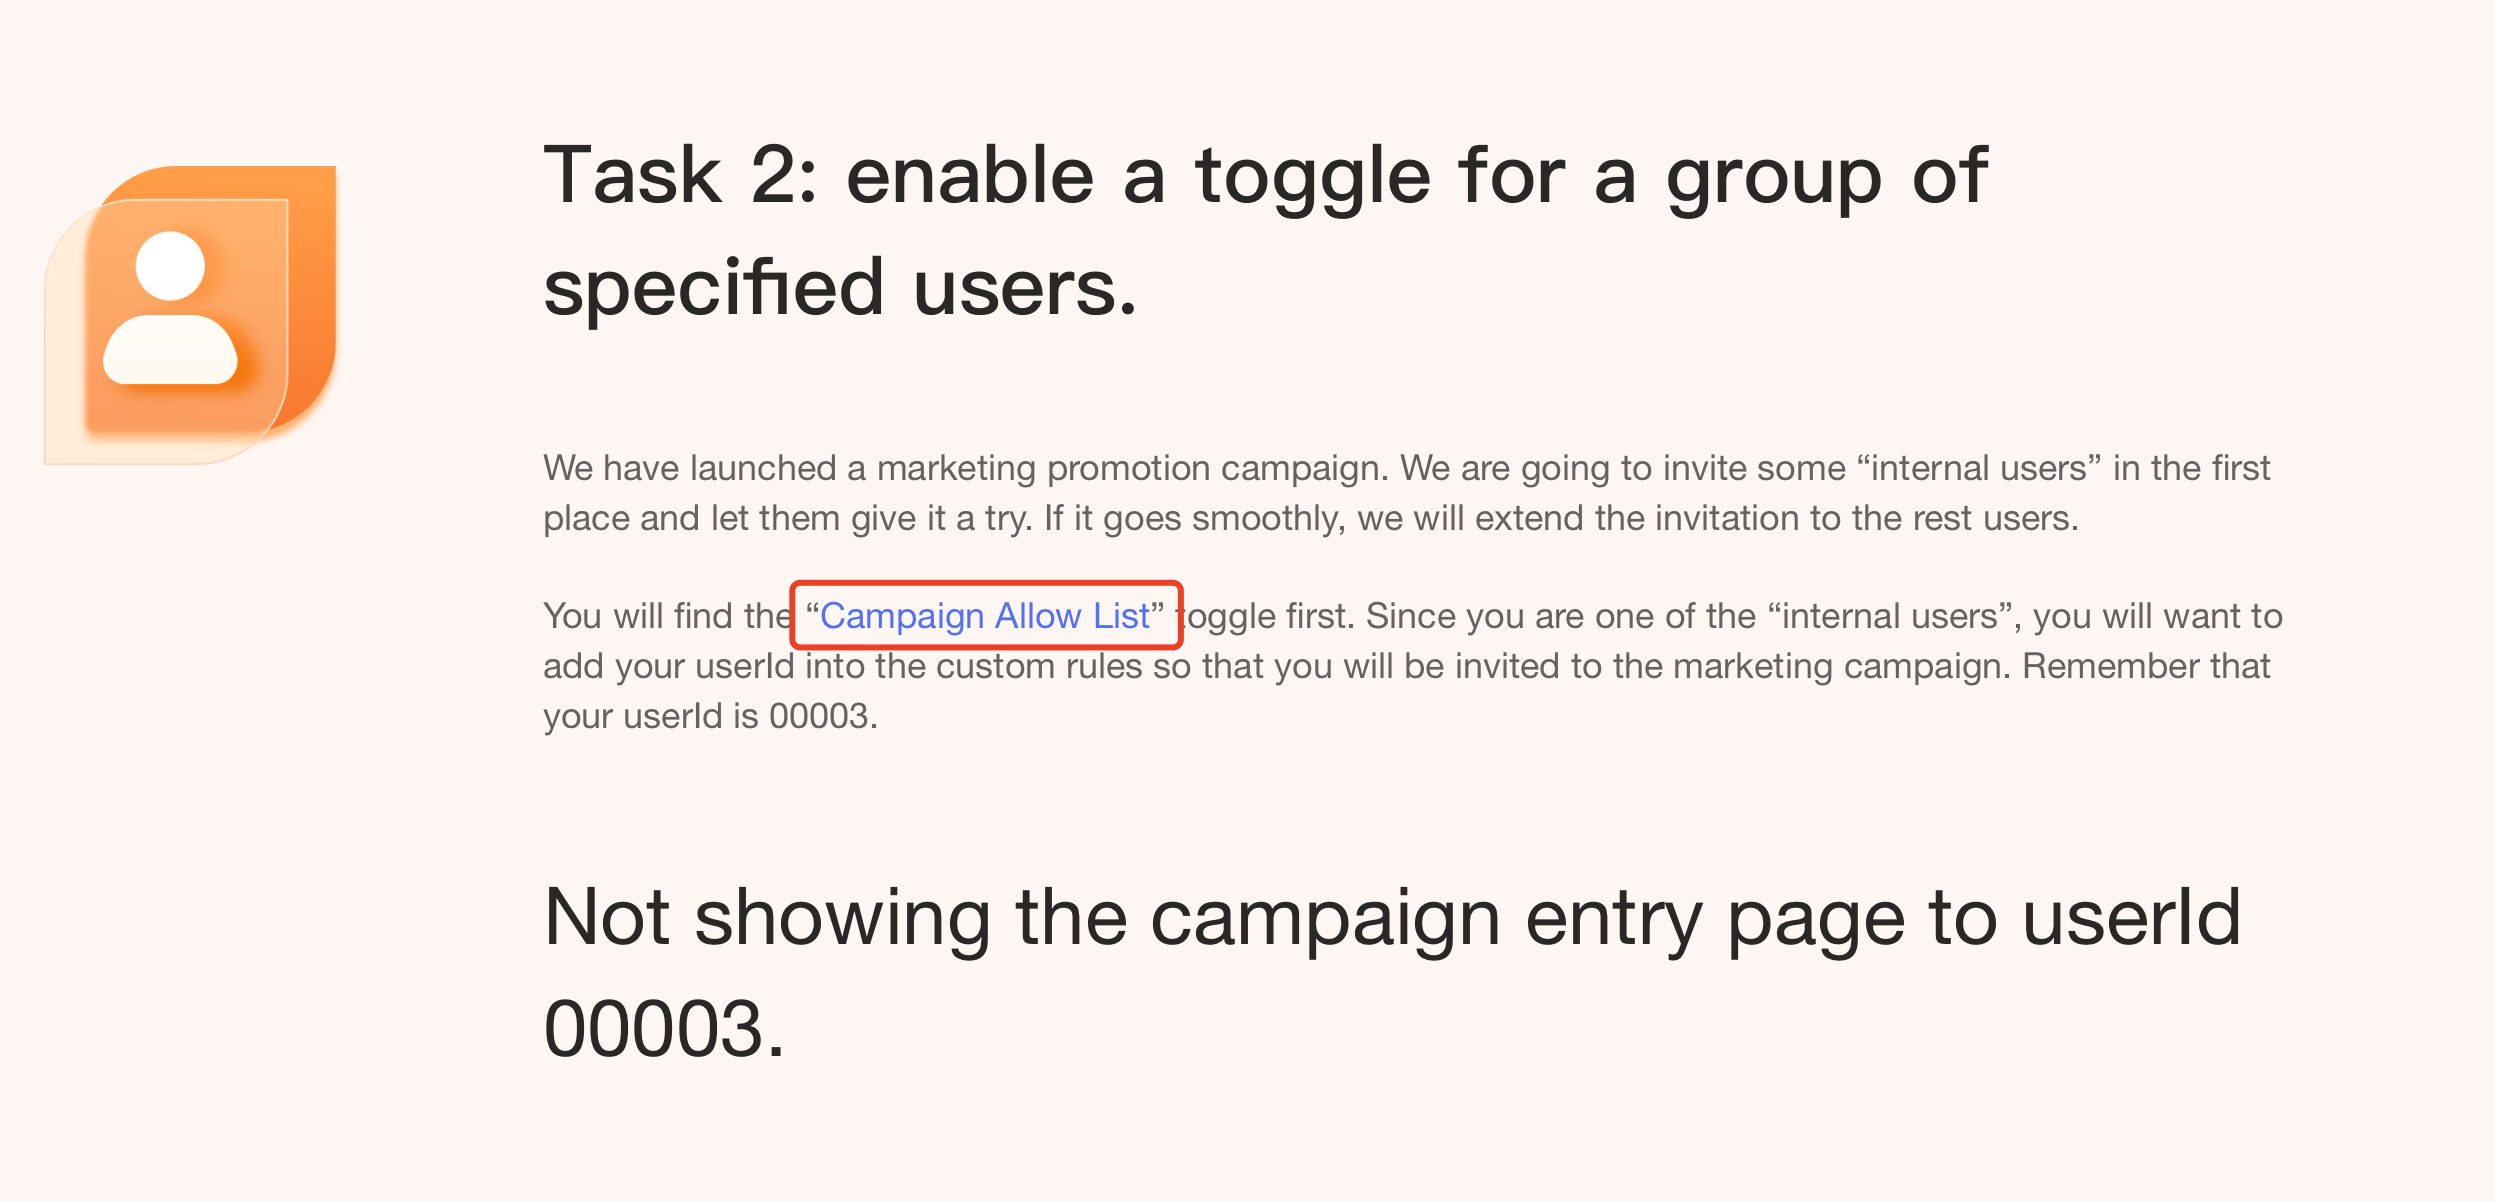 Task 2: enable a toggle for a group of
specified users.
We have launched a marketing promotion campaign. We are going to invite some “internal users” in the first
place and let them give it a try. If it goes smoothly, we will extend the invitation to the rest users.
You will find the “Campaign Allow List” toggle first. Since you are one of the “internal users”, you will want to
add your userId into the custom rules so that you will be invited to the marketing campaign. Remember that
your userId is 00003.
Not showing the campaign entry page to userId
00003.